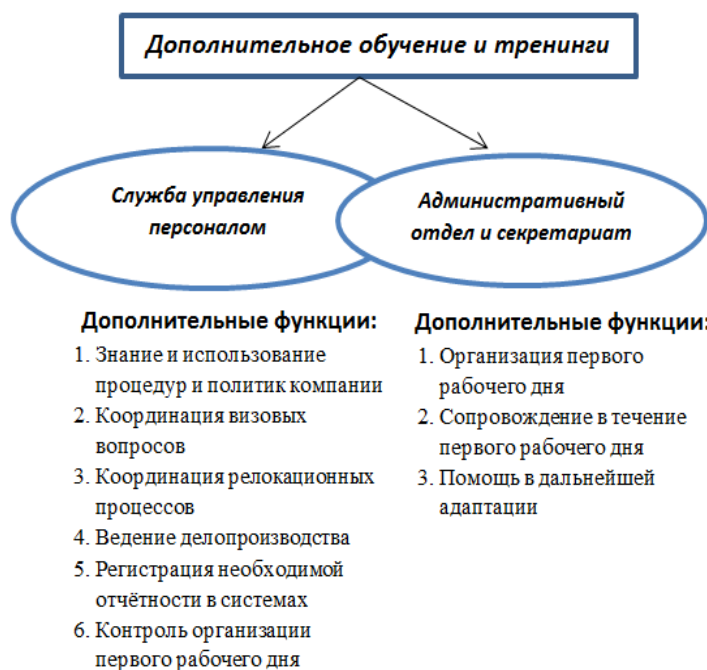 Дополнительное обучение и тренинги
Служба управления
персоналом
Административный
отдел и секретариат
Дополнительные функции:
1. Знание и использование
процедур и политик компании
2. Координация визовых
вопросов
3. Координация релокационных
процессов
4. Ведение делопроизводства
5. Регистрация необходимой
отчётности в системах
6. Контроль организации
первого рабочего дня
Дополнительные функции:
1. Организация первого
рабочего дня
2. Сопровождение в течение
первого рабочего дня
3. Помощь в дальнейшей
адаптации